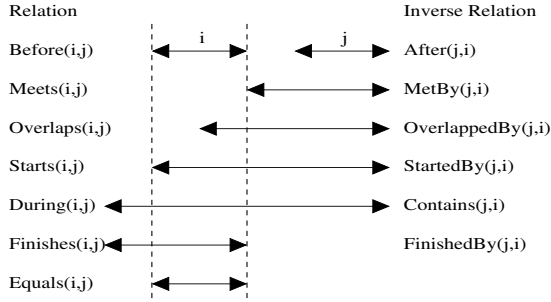 Relation Inverse Relation
Before(i,j) i j After(j,i)
Meets(i,j) MetBy(j,i)
Overlaps(i,j) OverlappedBy(j,i)
Starts(i,j) StartedBy(j,i)
During(i,j) Contains(j,i)
Finishes(i,j) FinishedBy(j,i)
Equals(i,j)